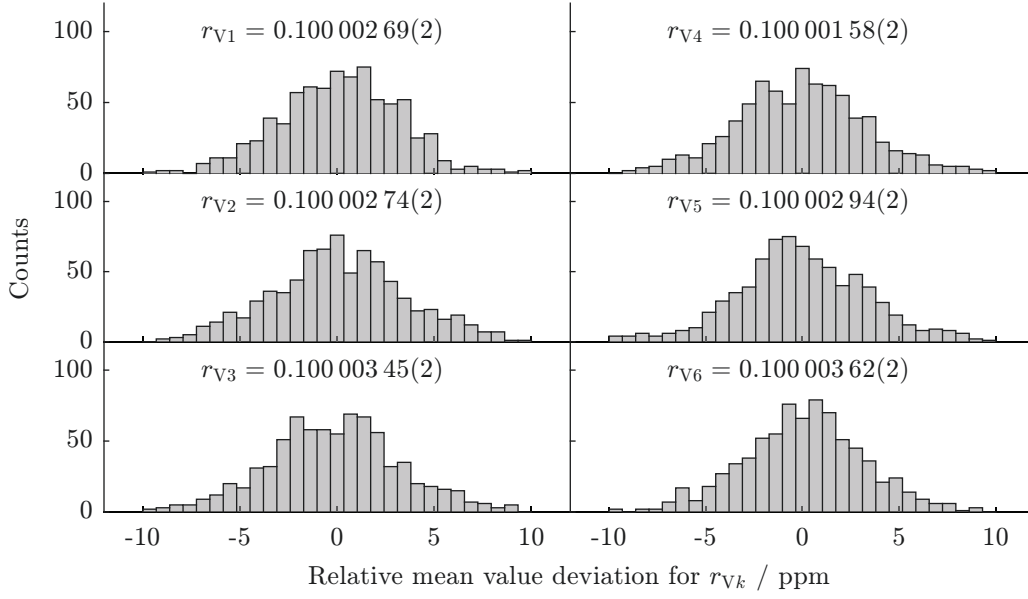 r_V1 = 0.100 002 69(2)
r_V4 = 0.100 001 58(2)
100
50
0
r_V2 = 0.100 002 74(2)
r_V5 = 0.100 002 94(2)
100
50
0
Counts
r_V3 = 0.100 003 45(2)
r_V6 = 0.100 003 62(2)
100
50
0
-10 -5 0 5 10 -10 -5 0 5 10
Relative mean value deviation for r_Vk / ppm